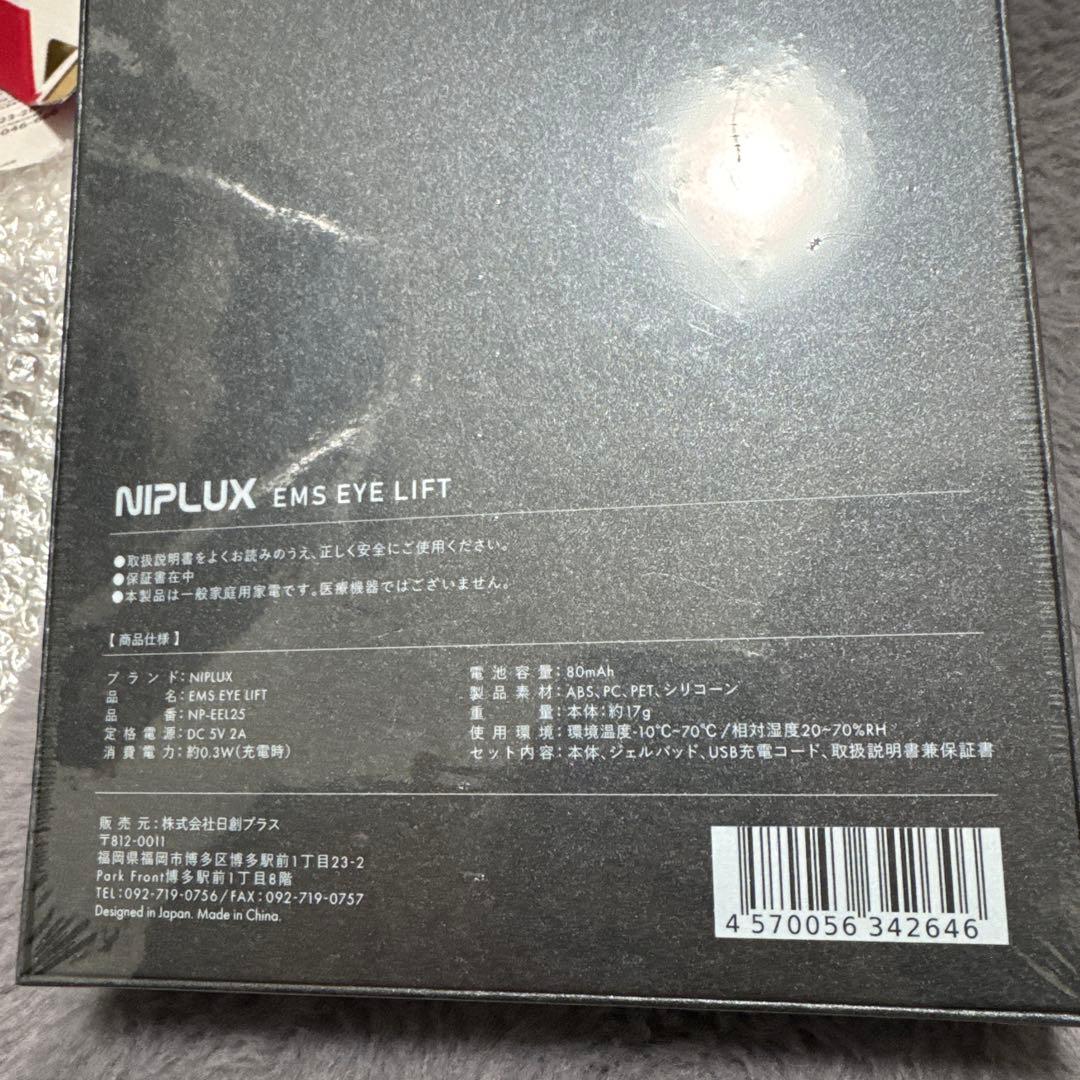 NIPLUX EMS EYE LIFT
●取扱説明書をよくお読みのうえ、正しく安全にご使用ください。
●保証書在中
●本製品は一般家庭用家電です。医療機器ではございません。
【商品仕様】
ブランド：NIPLUX
品名：EMS EYE LIFT
品番：NP-EEL25
定格電源：DC 5V 2A
消費電力：約0.3W(充電時)
電池容量：80mAh
製品素材：ABS、PC、PET、シリコーン
重量：本体：約17g
使用環境：環境温度-10℃~70℃/相対湿度20~70%RH
セット内容：本体、ジェルパッド、USB充電コード、取扱説明書兼保証書
販売元：株式会社日創プラス
〒812-0011
福岡県福岡市博多区博多駅前1丁目23-2
Park Front博多駅前1丁目8階
TEL：092-719-0756/FAX：092-719-0757
Designed in Japan. Made in China.
4 570056 342646